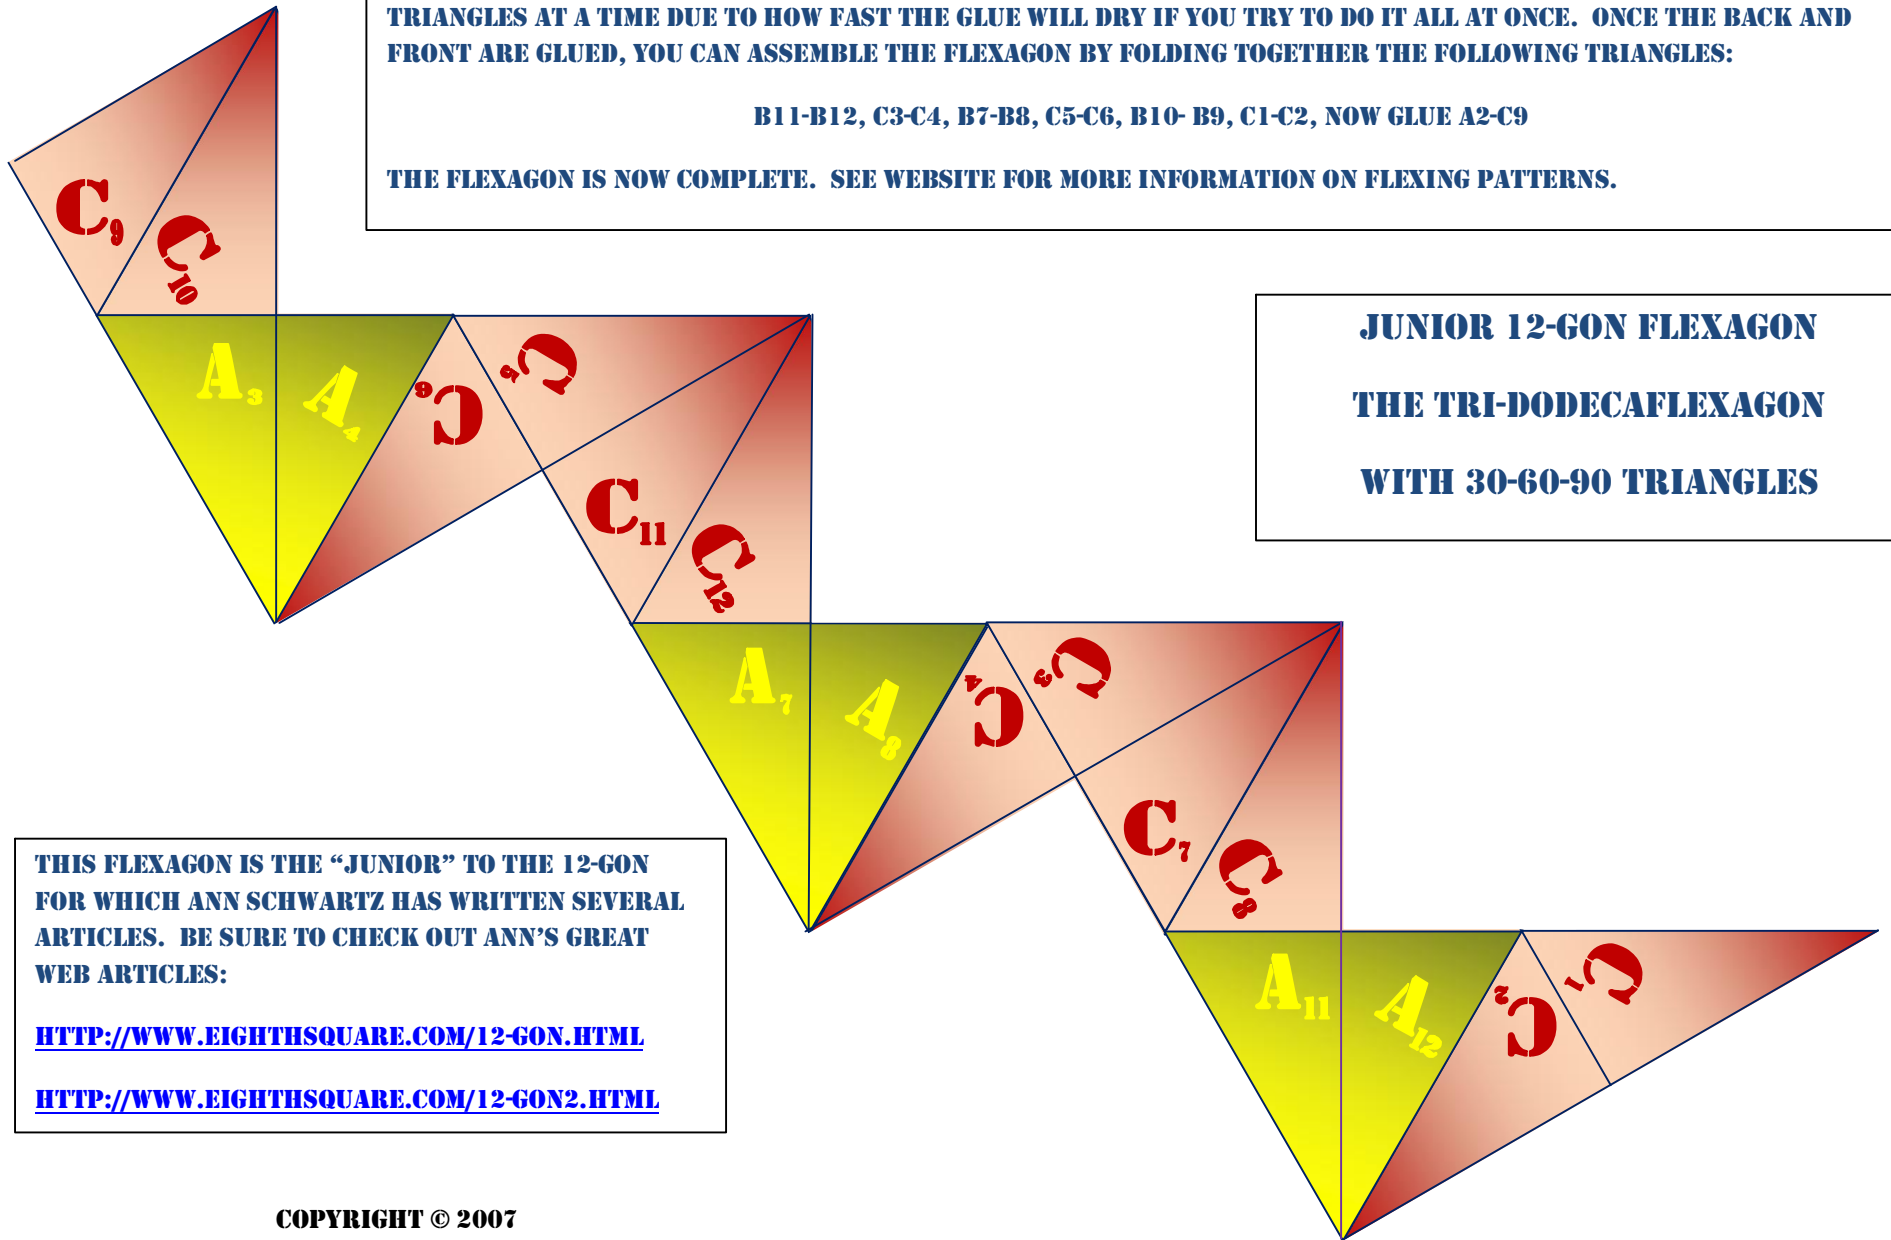 TRIANGLES AT A TIME DUE TO HOW FAST THE GLUE WILL DRY IF YOU TRY TO DO IT ALL AT ONCE. ONCE THE BACK AND
FRONT ARE GLUED, YOU CAN ASSEMBLE THE FLEXAGON BY FOLDING TOGETHER THE FOLLOWING TRIANGLES:
B11-B12, C3-C4, B7-B8, C5-C6, B10- B9, C1-C2, NOW GLUE A2-C9
THE FLEXAGON IS NOW COMPLETE. SEE WEBSITE FOR MORE INFORMATION ON FLEXING PATTERNS.
C9
C10
JUNIOR 12-GON FLEXAGON
THE TRI-DODECAFLEXAGON
WITH 30-60-90 TRIANGLES
A3
A4
C6
C5
C11
C12
A7
A8
C4
C3
C7
C8
THIS FLEXAGON IS THE “JUNIOR” TO THE 12-GON
FOR WHICH ANN SCHWARTZ HAS WRITTEN SEVERAL
ARTICLES. BE SURE TO CHECK OUT ANN’S GREAT
WEB ARTICLES:
HTTP://WWW.EIGHTHSQUARE.COM/12-GON.HTML
HTTP://WWW.EIGHTHSQUARE.COM/12-GON2.HTML
A11
A12
C2
C1
COPYRIGHT © 2007